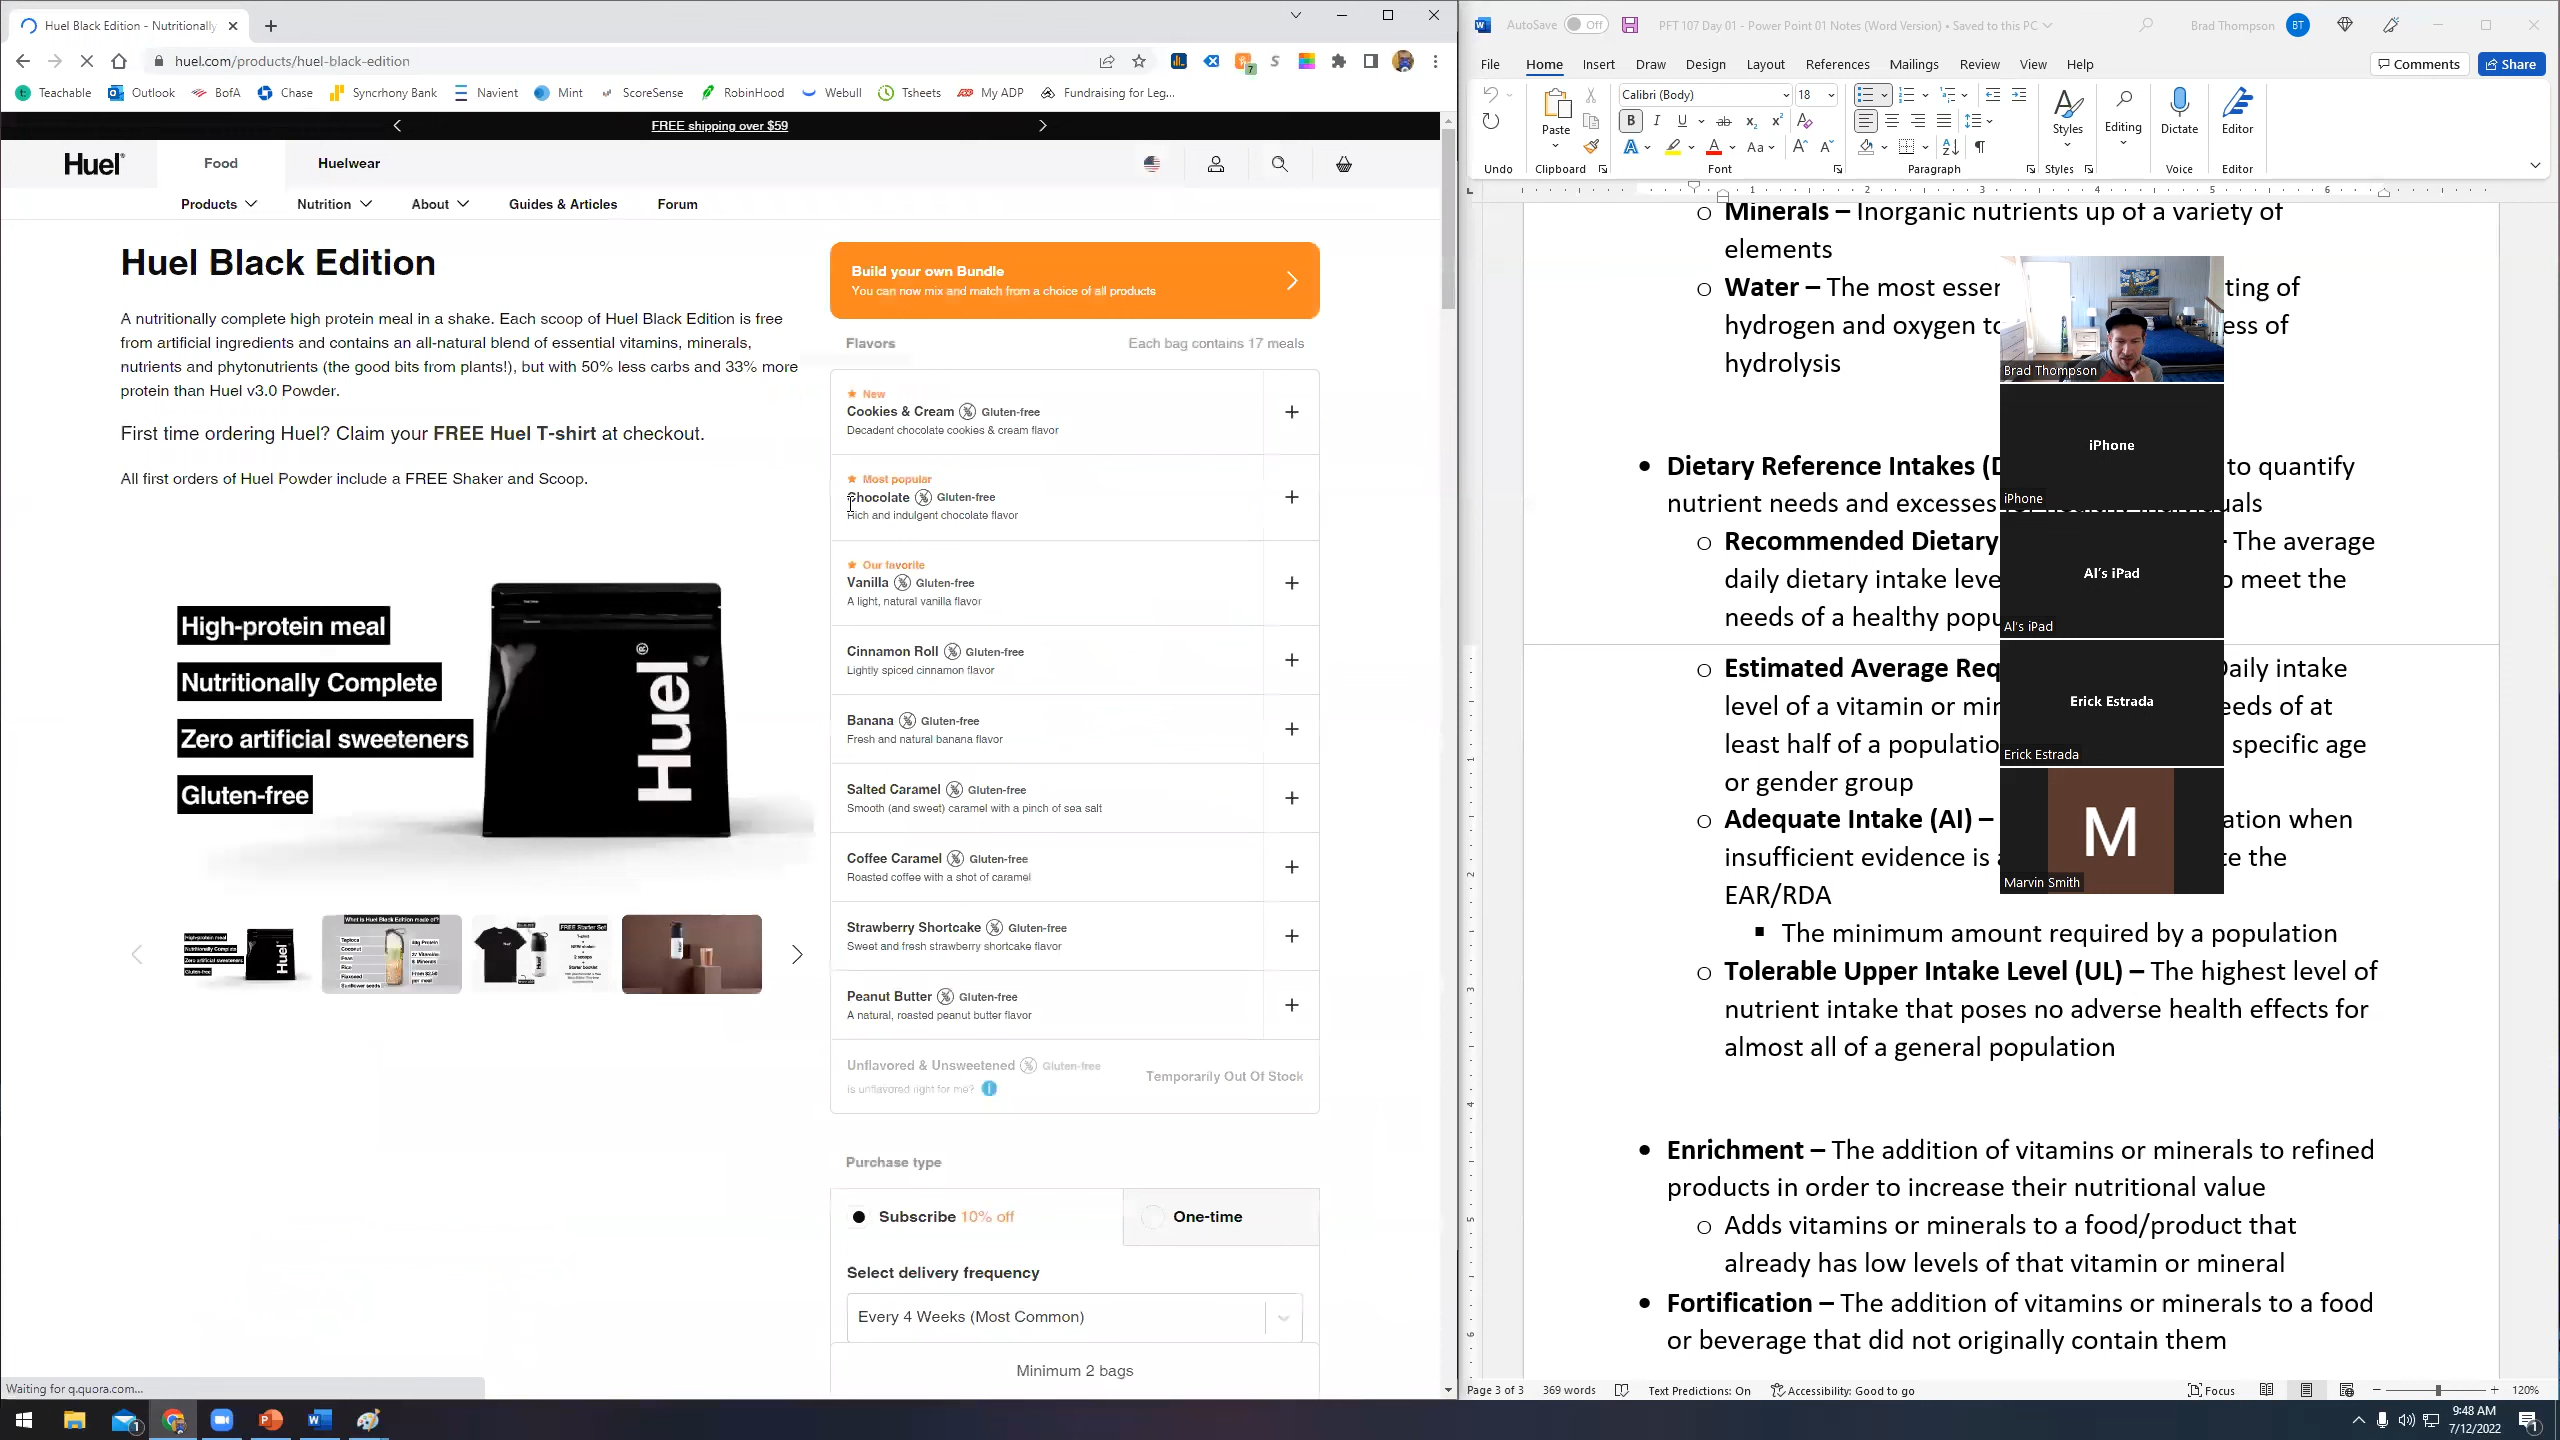 Huel Black Edition - Nutritionally
huel.com/products/huel-black-edition
7
Teachable
Outlook
BofA
Chase
Syncrhony Bank
Navient
Mint
ScoreSense
RobinHood
Webull
Tsheets
My ADP
Fundraising for Leg...
FREE shipping over $59
Huel
Food
Huelwear
Products
Nutrition
About
Guides & Articles
Forum
Huel Black Edition
A nutritionally complete high protein meal in a shake. Each scoop of Huel Black Edition is free
from artificial ingredients and contains an all-natural blend of essential vitamins, minerals,
nutrients and phytonutrients (the good bits from plants!), but with 50% less carbs and 33% more
protein than Huel v3.0 Powder.
First time ordering Huel? Claim your FREE Huel T-shirt at checkout.
All first orders of Huel Powder include a FREE Shaker and Scoop.
High-protein meal
Nutritionally Complete
Zero artificial sweeteners
Gluten-free
Huel®
Build your own Bundle
You can now mix and match from a choice of all products
Flavors
Each bag contains 17 meals
New
Cookies & Cream Gluten-free
Decadent chocolate cookies & cream flavor
Most popular
Chocolate Gluten-free
Rich and indulgent chocolate flavor
Our favorite
Vanilla Gluten-free
A light, natural vanilla flavor
Cinnamon Roll Gluten-free
Lightly spiced cinnamon flavor
Banana Gluten-free
Fresh and natural banana flavor
Salted Caramel Gluten-free
Smooth (and sweet) caramel with a pinch of sea salt
Coffee Caramel Gluten-free
Roasted coffee with a shot of caramel
Strawberry Shortcake Gluten-free
Sweet and fresh strawberry shortcake flavor
Peanut Butter Gluten-free
A natural, roasted peanut butter flavor
Unflavored & Unsweetened Gluten-free
Is unflavored right for me?
Temporarily Out Of Stock
Purchase type
Subscribe 10% off
One-time
Select delivery frequency
Every 4 Weeks (Most Common)
Minimum 2 bags
Waiting for q.quora.com...
AutoSave Off
PFT 107 Day 01 - Power Point 01 Notes (Word Version) • Saved to this PC
Brad Thompson
BT
File
Home
Insert
Draw
Design
Layout
References
Mailings
Review
View
Help
Comments
Share
Calibri (Body)
18
Undo
Paste
Clipboard
Font
Paragraph
Styles
Styles
Editing
Dictate
Voice
Editor
Editor
Minerals – Inorganic nutrients up of a variety of
elements
Water – The most esse
ting of
hydrogen and oxygen to
ess of
hydrolysis
Dietary Reference Intakes (D
to quantify
nutrient needs and excesses
Recommended Dietary
The average
daily dietary intake leve
o meet the
needs of a healthy popu
Estimated Average Req
aily intake
level of a vitamin or min
eeds of at
least half of a populatio
specific age
or gender group
Adequate Intake (AI) –
ation when
insufficient evidence is a
te the
EAR/RDA
The minimum amount required by a population
Tolerable Upper Intake Level (UL) – The highest level of
nutrient intake that poses no adverse health effects for
almost all of a general population
Enrichment – The addition of vitamins or minerals to refined
products in order to increase their nutritional value
Adds vitamins or minerals to a food/product that
already has low levels of that vitamin or mineral
Fortification – The addition of vitamins or minerals to a food
or beverage that did not originally contain them
Brad Thompson
iPhone
iPhone
Al's iPad
Al's iPad
Erick Estrada
Erick Estrada
M
Marvin Smith
Page 3 of 3
369 words
Text Predictions: On
Accessibility: Good to go
Focus
120%
9:48 AM
7/12/2022